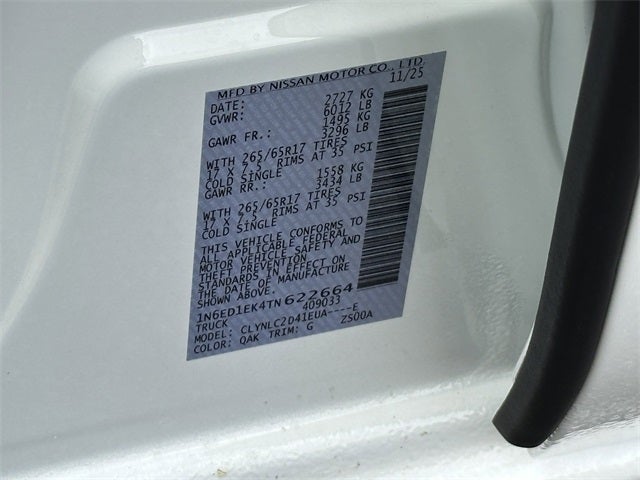 MFD BY NISSAN MOTOR CO., LTD.
DATE: 11/25
GVWR: 2727 KG
6012 LB
GAWR FR.: 1495 KG
3296 LB
WITH 265/65R17 TIRES
17 X 7.5 RIMS AT 35 PSI
COLD SINGLE
GAWR RR.: 1558 KG
3434 LB
WITH 265/65R17 TIRES
17 X 7.5 RIMS AT 35 PSI
COLD SINGLE
THIS VEHICLE CONFORMS TO
ALL APPLICABLE FEDERAL
MOTOR VEHICLE SAFETY AND
THEFT PREVENTION
STANDARDS IN EFFECT ON
THE DATE OF MANUFACTURE
SHOWN ABOVE.
1N6ED1EK4TN622664
TRUCK 409033
MODEL: CLYNLC2D41EUA----E
COLOR: QAK TRIM: G ZS00A